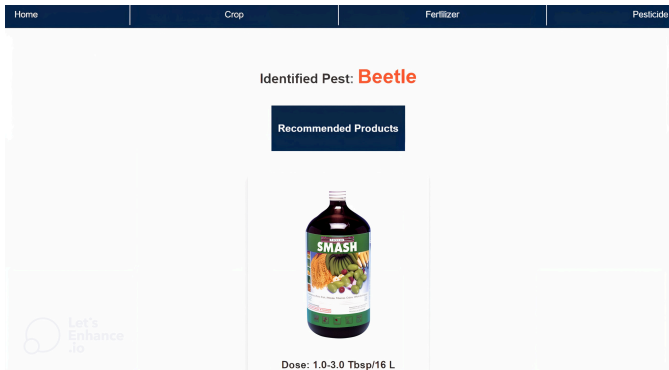 Home Crop Fertilizer Pesticide
Identified Pest: Beetle
Recommended Products
SMASH
Let's
Enhance
.io
Dose: 1.0-3.0 Tbsp/16 L